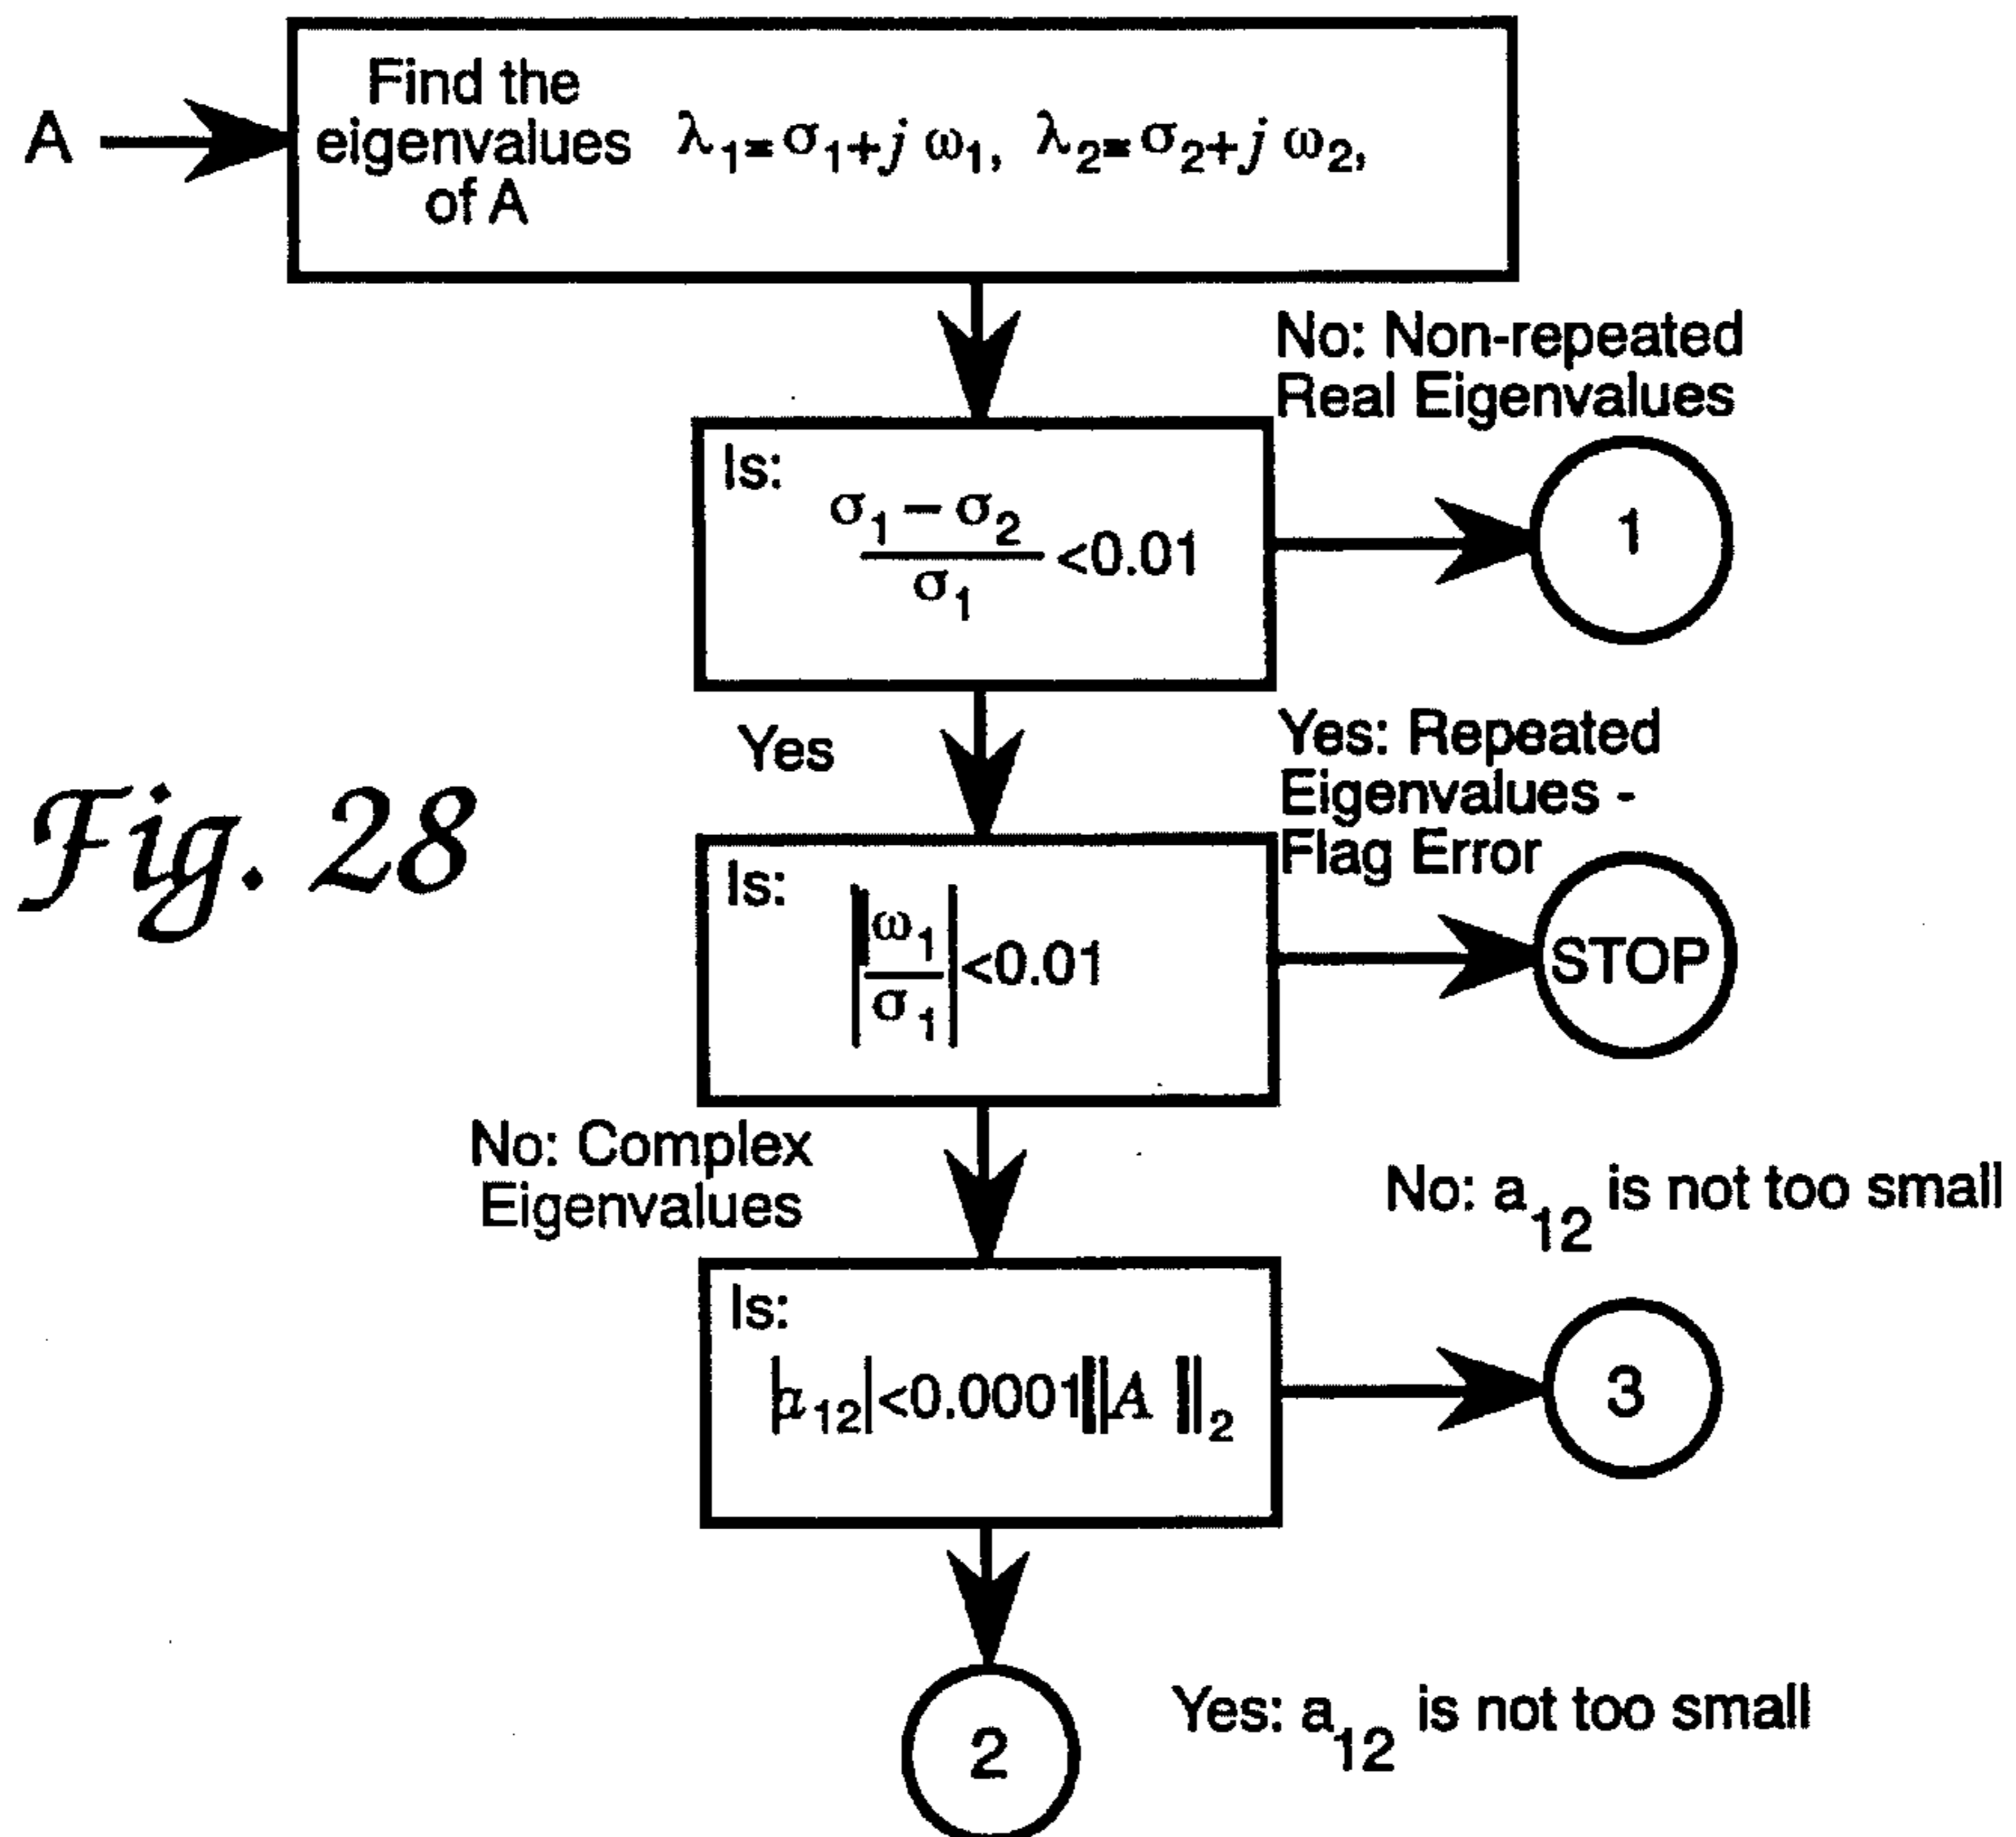 A
Find the
eigenvalues
of A
λ1=σ1+j ω1, λ2=σ2+j ω2,
No: Non-repeated
Real Eigenvalues
Is:
σ1 – σ2
<0.01
σ1
1
Yes
Yes: Repeated
Eigenvalues -
Flag Error
Fig. 28
Is:
|ω1/σ1|<0.01
STOP
No: Complex
Eigenvalues
No: a12 is not too small
Is:
|a12|<0.0001||A ||2
3
2
Yes: a12 is not too small